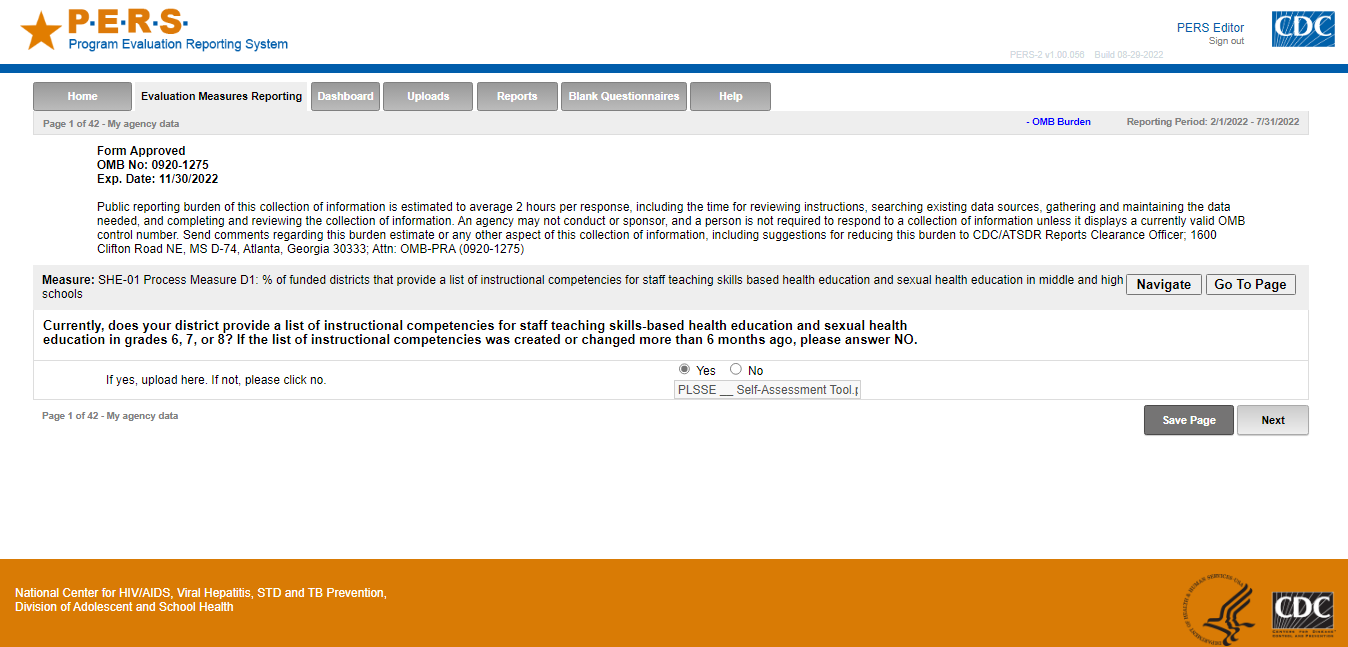 P·E·R·S·
Program Evaluation Reporting System
PERS Editor
Sign out
CDC
PERS-2 v1.00.056 Build 08-29-2022
Home Evaluation Measures Reporting Dashboard Uploads Reports Blank Questionnaires Help
Page 1 of 42 - My agency data - OMB Burden Reporting Period: 2/1/2022 - 7/31/2022
Form Approved
OMB No: 0920-1275
Exp. Date: 11/30/2022
Public reporting burden of this collection of information is estimated to average 2 hours per response, including the time for reviewing instructions, searching existing data sources, gathering and maintaining the data
needed, and completing and reviewing the collection of information. An agency may not conduct or sponsor, and a person is not required to respond to a collection of information unless it displays a currently valid OMB
control number. Send comments regarding this burden estimate or any other aspect of this collection of information, including suggestions for reducing this burden to CDC/ATSDR Reports Clearance Officer; 1600
Clifton Road NE, MS D-74, Atlanta, Georgia 30333; Attn: OMB-PRA (0920-1275)
Measure: SHE-01 Process Measure D1: % of funded districts that provide a list of instructional competencies for staff teaching skills based health education and sexual health education in middle and high
schools
Navigate Go To Page
Currently, does your district provide a list of instructional competencies for staff teaching skills-based health education and sexual health
education in grades 6, 7, or 8? If the list of instructional competencies was created or changed more than 6 months ago, please answer NO.
If yes, upload here. If not, please click no.
Yes No
PLSSE __ Self-Assessment Tool.p
Page 1 of 42 - My agency data
Save Page Next
National Center for HIV/AIDS, Viral Hepatitis, STD and TB Prevention,
Division of Adolescent and School Health
DEPARTMENT OF HEALTH & HUMAN SERVICES USA
CDC
CENTERS FOR DISEASE
CONTROL AND PREVENTION